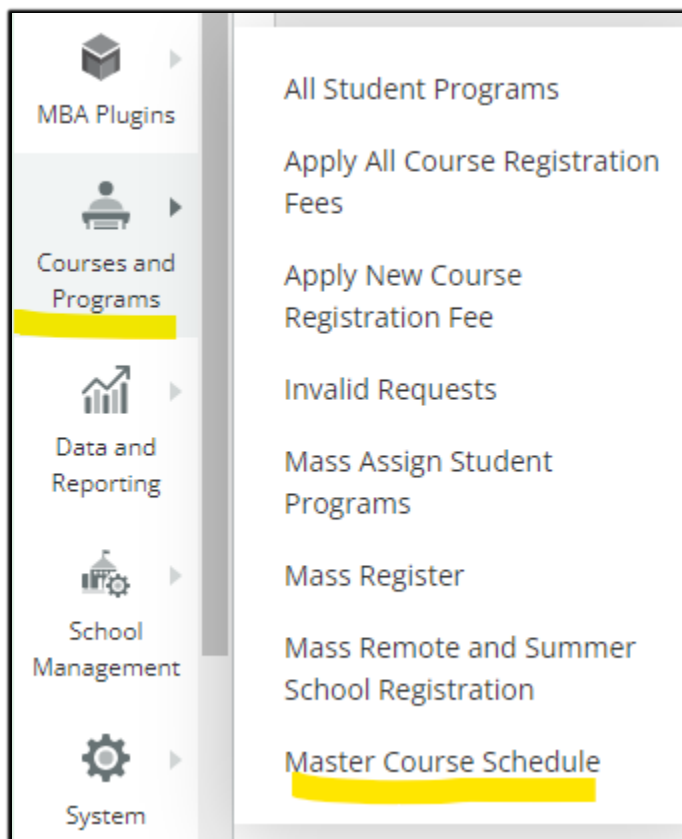 MBA Plugins
Courses and
Programs
Data and
Reporting
School
Management
System
All Student Programs
Apply All Course Registration
Fees
Apply New Course
Registration Fee
Invalid Requests
Mass Assign Student
Programs
Mass Register
Mass Remote and Summer
School Registration
Master Course Schedule